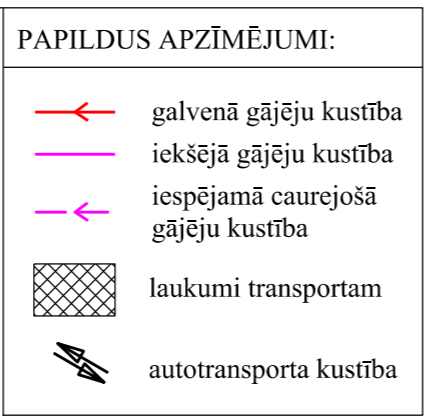 PAPILDUS APZĪMĒJUMI:
galvenā gājēju kustība
iekšējā gājēju kustība
iespējamā caurejošā
gājēju kustība
laukumi transportam
autotransporta kustība